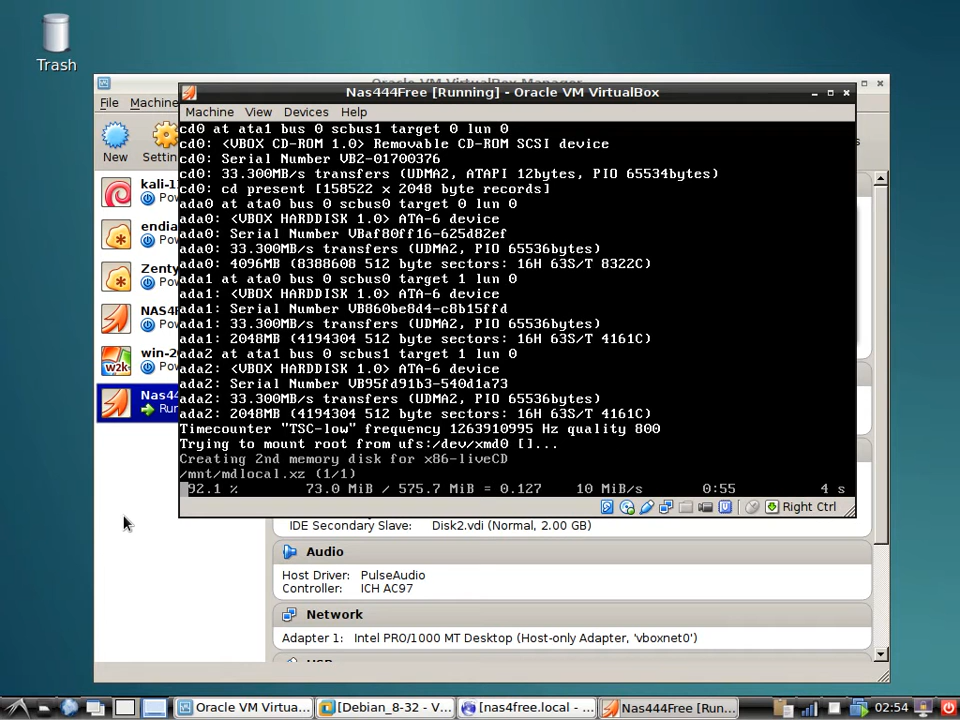 Trash
Oracle VM VirtualBox Manager
File Machine
New Settin
kali-1
Po
endia
Po
Zenty
Po
NAS4F
Po
win-20
Po
Nas44
Run
Nas444Free [Running] - Oracle VM VirtualBox
Machine View Devices Help
cd0 at ata1 bus 0 scbus1 target 0 lun 0
cd0: <VBOX CD-ROM 1.0> Removable CD-ROM SCSI device
cd0: Serial Number VB2-01700376
cd0: 33.300MB/s transfers (UDMA2, ATAPI 12bytes, PIO 65534bytes)
cd0: cd present [158522 x 2048 byte records]
ada0 at ata0 bus 0 scbus0 target 0 lun 0
ada0: <VBOX HARDDISK 1.0> ATA-6 device
ada0: Serial Number VBaf80ff16-625d82ef
ada0: 33.300MB/s transfers (UDMA2, PIO 65536bytes)
ada0: 4096MB (8388608 512 byte sectors: 16H 63S/T 8322C)
ada1 at ata0 bus 0 scbus0 target 1 lun 0
ada1: <VBOX HARDDISK 1.0> ATA-6 device
ada1: Serial Number VB860be8d4-c8b15ffd
ada1: 33.300MB/s transfers (UDMA2, PIO 65536bytes)
ada1: 2048MB (4194304 512 byte sectors: 16H 63S/T 4161C)
ada2 at ata1 bus 0 scbus1 target 1 lun 0
ada2: <VBOX HARDDISK 1.0> ATA-6 device
ada2: Serial Number VB95fd91b3-540d1a73
ada2: 33.300MB/s transfers (UDMA2, PIO 65536bytes)
ada2: 2048MB (4194304 512 byte sectors: 16H 63S/T 4161C)
Timecounter "TSC-low" frequency 1263910995 Hz quality 800
Trying to mount root from ufs:/dev/xmd0 []...
Creating 2nd memory disk for x86-liveCD
/mnt/mdlocal.xz (1/1)
92.1 % 73.0 MiB / 575.7 MiB = 0.127 10 MiB/s 0:55 4 s
Right Ctrl
IDE Secondary Slave: Disk2.vdi (Normal, 2.00 GB)
Audio
Host Driver: PulseAudio
Controller: ICH AC97
Network
Adapter 1: Intel PRO/1000 MT Desktop (Host-only Adapter, 'vboxnet0')
Oracle VM Virtua... [Debian_8-32 - V... [nas4free.local - ... Nas444Free [Run... 02:54